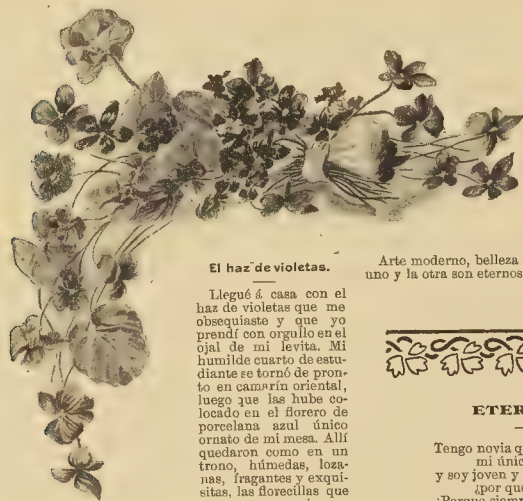 El haz de violetas.
Llegué á casa con el
haz de violetas que me
obsequiaste y que yo
prendí con orgullo en el
ojal de mi levita. Mi
humilde cuarto de estu-
diante se tornó de pron-
to en camarín oriental,
luego que las hube co-
locado en el florero de
porcelana azul único
ornato de mi mesa. Allí
quedaron como en un
trono, húmedas, loza-
nas, fragantes y exqui-
sitas, las florecillas que
Arte moderno, belleza
uno y la otra son eternos
ETER
Tengo novia q
mi únic
y soy joven y
¿por qu
¿Porque siem